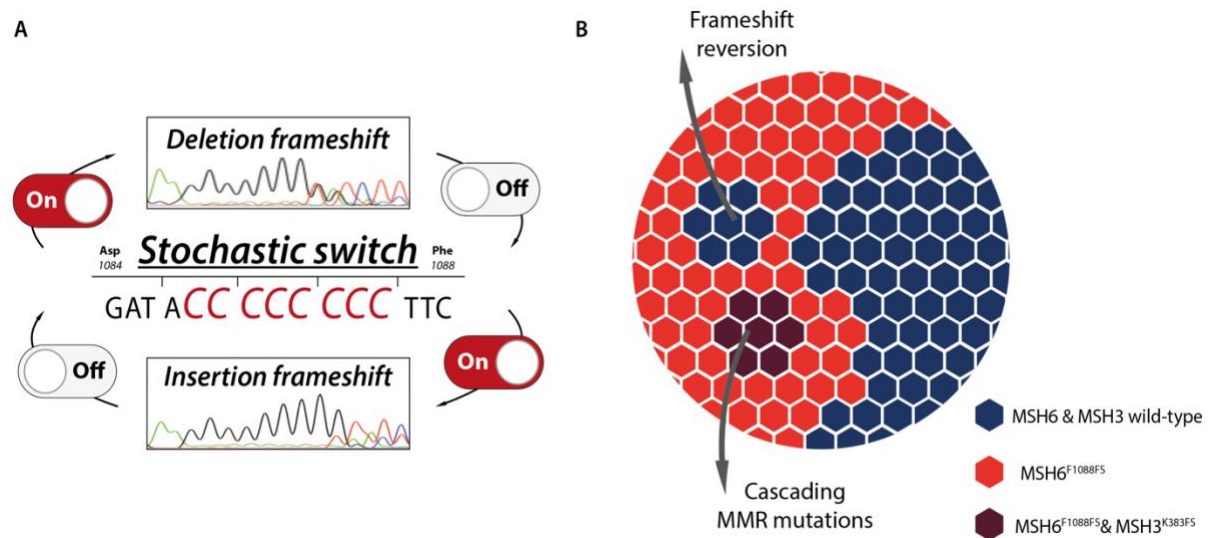 A
Deletion frameshift
On
Off
Asp
1084
Stochastic switch
Phe
1088
GAT ACC CCC CCC TTC
Off
On
Insertion frameshift
B
Frameshift
reversion
Cascading
MMR mutations
MSH6 & MSH3 wild-type
MSH6F1088FS
MSH6F1088FS & MSH3K383FS